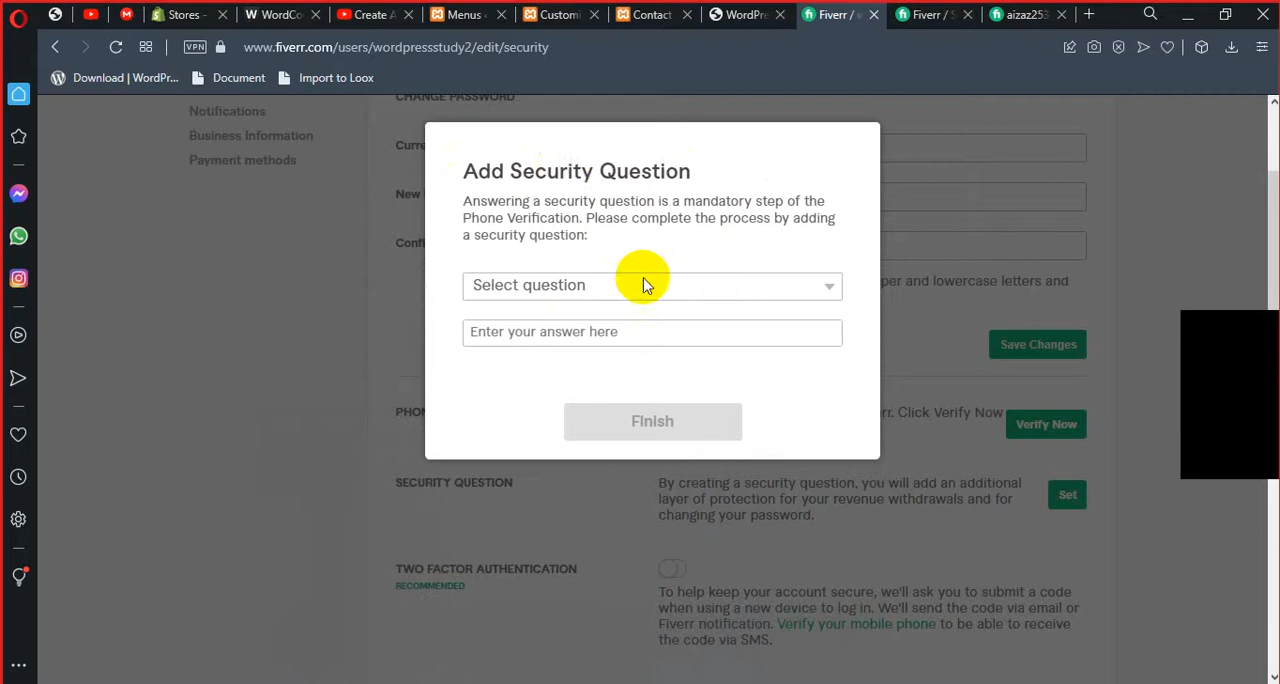 Stores -
WordCo
Create A
Menus
Customi
Contact
WordPre
Fiverr / w
Fiverr / S
aizaz253
VPN
www.fiverr.com/users/wordpressstudy2/edit/security
Download | WordPr...
Document
Import to Loox
CHANGE PASSWORD
Notifications
Business Information
Payment methods
Curre
New
Confi
Add Security Question
Answering a security question is a mandatory step of the
Phone Verification. Please complete the process by adding
a security question:
Select question
Enter your answer here
Finish
per and lowercase letters and
Save Changes
PHO
rr. Click Verify Now
Verify Now
SECURITY QUESTION
By creating a security question, you will add an additional
layer of protection for your revenue withdrawals and for
changing your password.
Set
TWO FACTOR AUTHENTICATION
RECOMMENDED
To help keep your account secure, we'll ask you to submit a code
when using a new device to log in. We'll send the code via email or
Fiverr notification. Verify your mobile phone to be able to receive
the code via SMS.